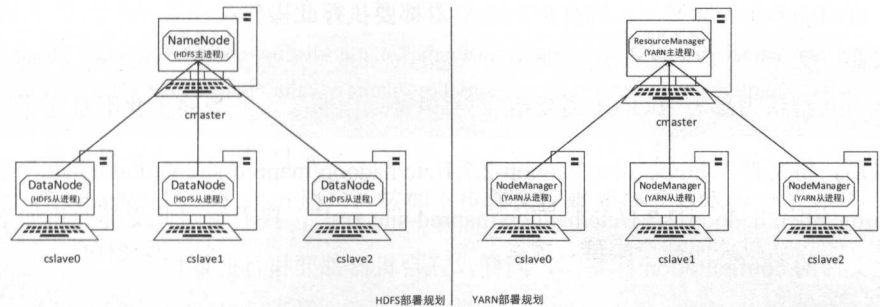 NameNode
(HDFS主进程)
cmaster
DataNode
(HDFS从进程)
cslave0
DataNode
(HDFS从进程)
cslave1
DataNode
(HDFS从进程)
cslave2
HDFS部署规划
ResourceManager
(YARN主进程)
cmaster
NodeManager
(YARN从进程)
cslave0
NodeManager
(YARN从进程)
cslave1
NodeManager
(YARN从进程)
cslave2
YARN部署规划